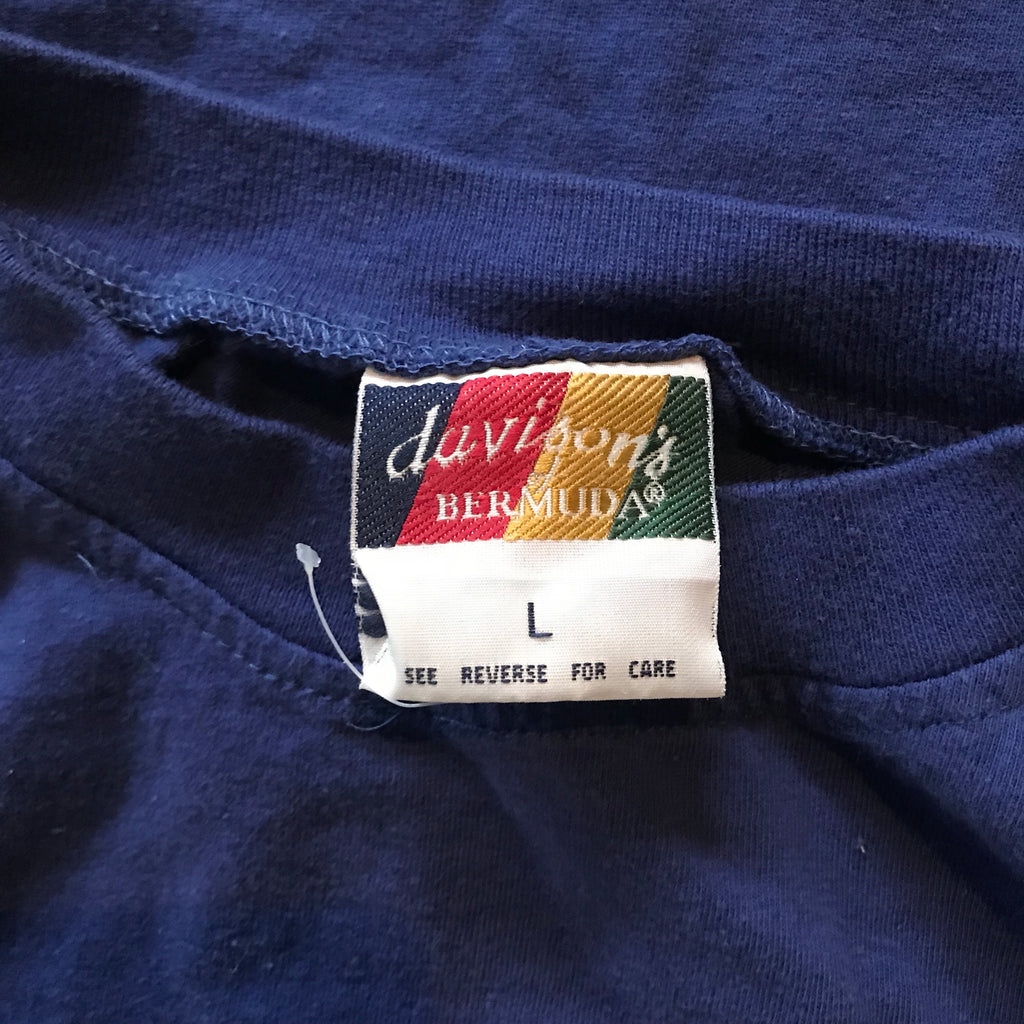 davison's
BERMUDA®
L
SEE REVERSE FOR CARE